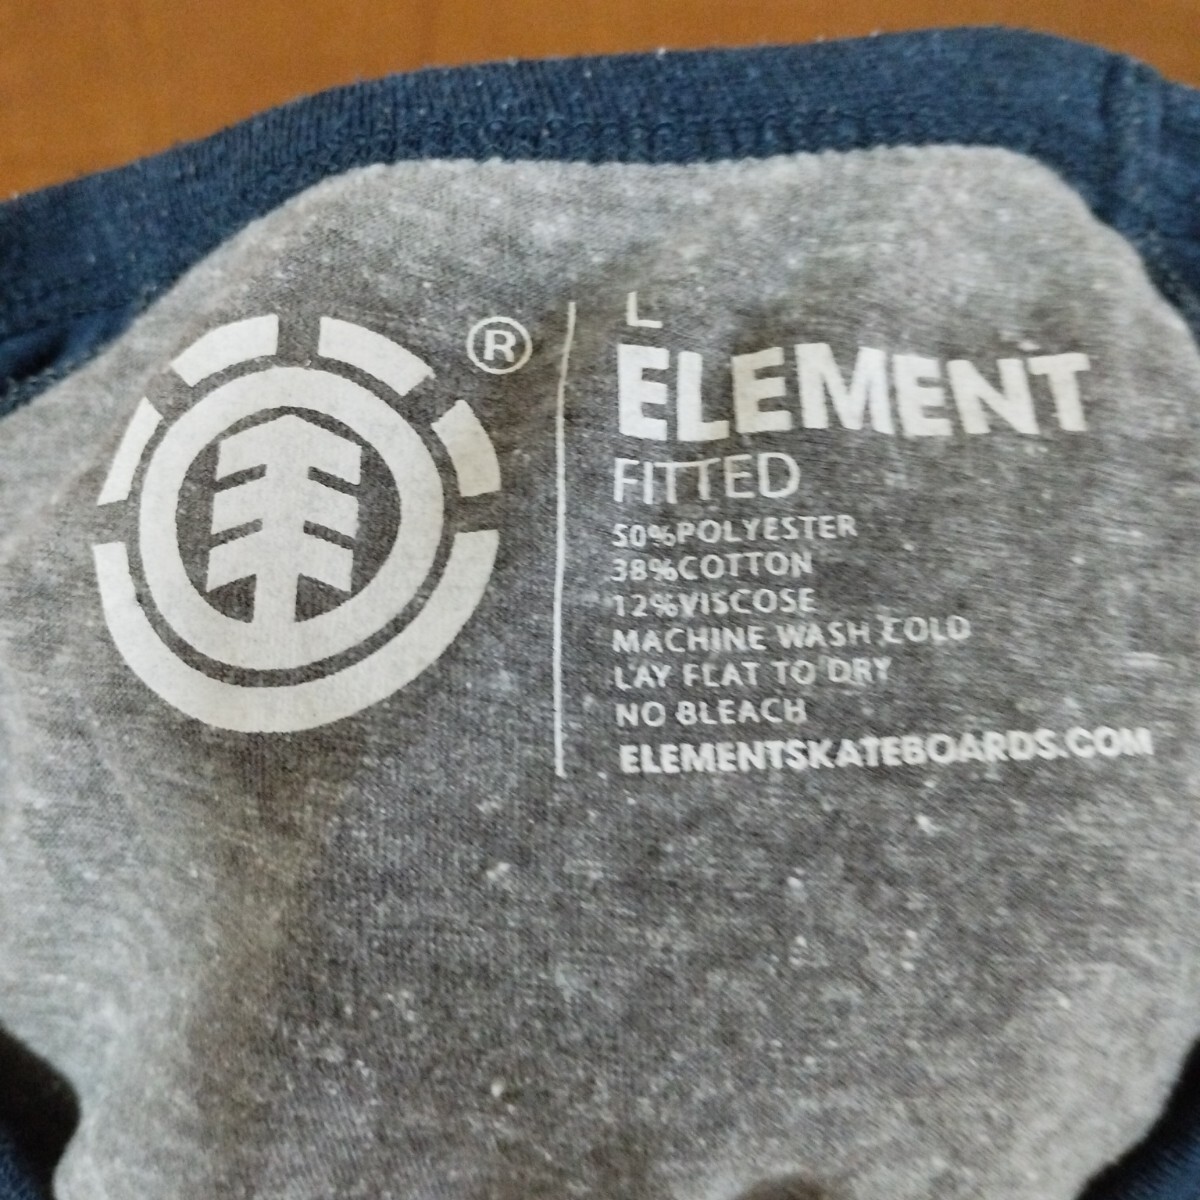 ®
L
ELEMENT
FITTED
50%POLYESTER
38%COTTON
12%VISCOSE
MACHINE WASH COLD
LAY FLAT TO DRY
NO BLEACH
ELEMENTSKATEBOARDS.COM